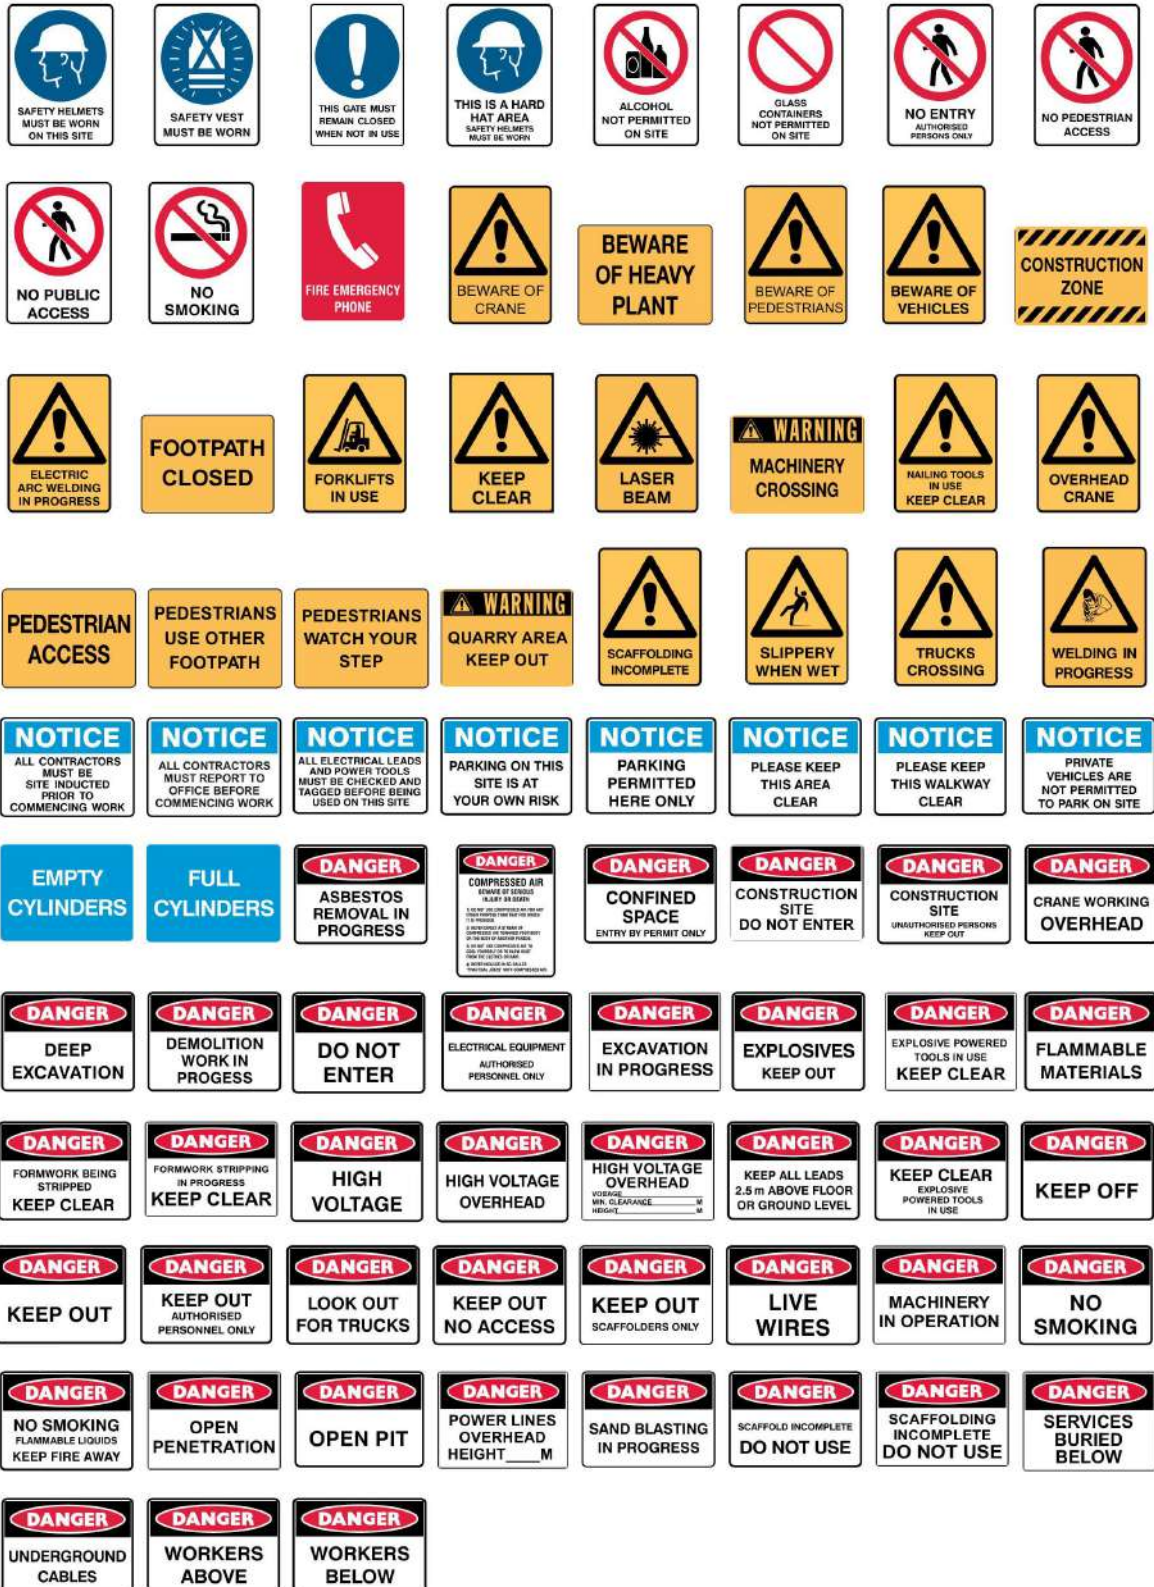 SAFETY HELMETS
MUST BE WORN
ON THIS SITE
SAFETY VEST
MUST BE WORN
THIS GATE MUST
REMAIN CLOSED
WHEN NOT IN USE
THIS IS A HARD
HAT AREA
SAFETY HELMETS
MUST BE WORN
ALCOHOL
NOT PERMITTED
ON SITE
GLASS
CONTAINERS
NOT PERMITTED
ON SITE
NO ENTRY
AUTHORISED
PERSONS ONLY
NO PEDESTRIAN
ACCESS
NO PUBLIC
ACCESS
NO
SMOKING
FIRE EMERGENCY
PHONE
BEWARE OF
CRANE
BEWARE
OF HEAVY
PLANT
BEWARE OF
PEDESTRIANS
BEWARE OF
VEHICLES
CONSTRUCTION
ZONE
ELECTRIC
ARC WELDING
IN PROGRESS
FOOTPATH
CLOSED
FORKLIFTS
IN USE
KEEP
CLEAR
LASER
BEAM
WARNING
MACHINERY
CROSSING
NAILING TOOLS
IN USE
KEEP CLEAR
OVERHEAD
CRANE
PEDESTRIAN
ACCESS
PEDESTRIANS
USE OTHER
FOOTPATH
PEDESTRIANS
WATCH YOUR
STEP
WARNING
QUARRY AREA
KEEP OUT
SCAFFOLDING
INCOMPLETE
SLIPPERY
WHEN WET
TRUCKS
CROSSING
WELDING IN
PROGRESS
NOTICE
ALL CONTRACTORS
MUST BE
SITE INDUCTED
PRIOR TO
COMMENCING WORK
NOTICE
ALL CONTRACTORS
MUST REPORT TO
OFFICE BEFORE
COMMENCING WORK
NOTICE
ALL ELECTRICAL LEADS
AND POWER TOOLS
MUST BE CHECKED AND
TAGGED BEFORE BEING
USED ON THIS SITE
NOTICE
PARKING ON THIS
SITE IS AT
YOUR OWN RISK
NOTICE
PARKING
PERMITTED
HERE ONLY
NOTICE
PLEASE KEEP
THIS AREA
CLEAR
NOTICE
PLEASE KEEP
THIS WALKWAY
CLEAR
NOTICE
PRIVATE
VEHICLES ARE
NOT PERMITTED
TO PARK ON SITE
EMPTY
CYLINDERS
FULL
CYLINDERS
DANGER
ASBESTOS
REMOVAL IN
PROGRESS
DANGER
COMPRESSED AIR
BEWARE OF SERIOUS
INJURY OR DEATH
DANGER
CONFINED
SPACE
ENTRY BY PERMIT ONLY
DANGER
CONSTRUCTION
SITE
DO NOT ENTER
DANGER
CONSTRUCTION
SITE
UNAUTHORISED PERSONS
KEEP OUT
DANGER
CRANE WORKING
OVERHEAD
DANGER
DEEP
EXCAVATION
DANGER
DEMOLITION
WORK IN
PROGESS
DANGER
DO NOT
ENTER
DANGER
ELECTRICAL EQUIPMENT
AUTHORISED
PERSONNEL ONLY
DANGER
EXCAVATION
IN PROGRESS
DANGER
EXPLOSIVES
KEEP OUT
DANGER
EXPLOSIVE POWERED
TOOLS IN USE
KEEP CLEAR
DANGER
FLAMMABLE
MATERIALS
DANGER
FORMWORK BEING
STRIPPED
KEEP CLEAR
DANGER
FORMWORK STRIPPING
IN PROGRESS
KEEP CLEAR
DANGER
HIGH
VOLTAGE
DANGER
HIGH VOLTAGE
OVERHEAD
DANGER
HIGH VOLTAGE
OVERHEAD
VOLTAGE
MIN. CLEARANCE M
HEIGHT M
DANGER
KEEP ALL LEADS
2.5 m ABOVE FLOOR
OR GROUND LEVEL
DANGER
KEEP CLEAR
EXPLOSIVE
POWERED TOOLS
IN USE
DANGER
KEEP OFF
DANGER
KEEP OUT
DANGER
KEEP OUT
AUTHORISED
PERSONNEL ONLY
DANGER
LOOK OUT
FOR TRUCKS
DANGER
KEEP OUT
NO ACCESS
DANGER
KEEP OUT
SCAFFOLDERS ONLY
DANGER
LIVE
WIRES
DANGER
MACHINERY
IN OPERATION
DANGER
NO
SMOKING
DANGER
NO SMOKING
FLAMMABLE LIQUIDS
KEEP FIRE AWAY
DANGER
OPEN
PENETRATION
DANGER
OPEN PIT
DANGER
POWER LINES
OVERHEAD
HEIGHT____M
DANGER
SAND BLASTING
IN PROGRESS
DANGER
SCAFFOLD INCOMPLETE
DO NOT USE
DANGER
SCAFFOLDING
INCOMPLETE
DO NOT USE
DANGER
SERVICES
BURIED
BELOW
DANGER
UNDERGROUND
CABLES
DANGER
WORKERS
ABOVE
DANGER
WORKERS
BELOW